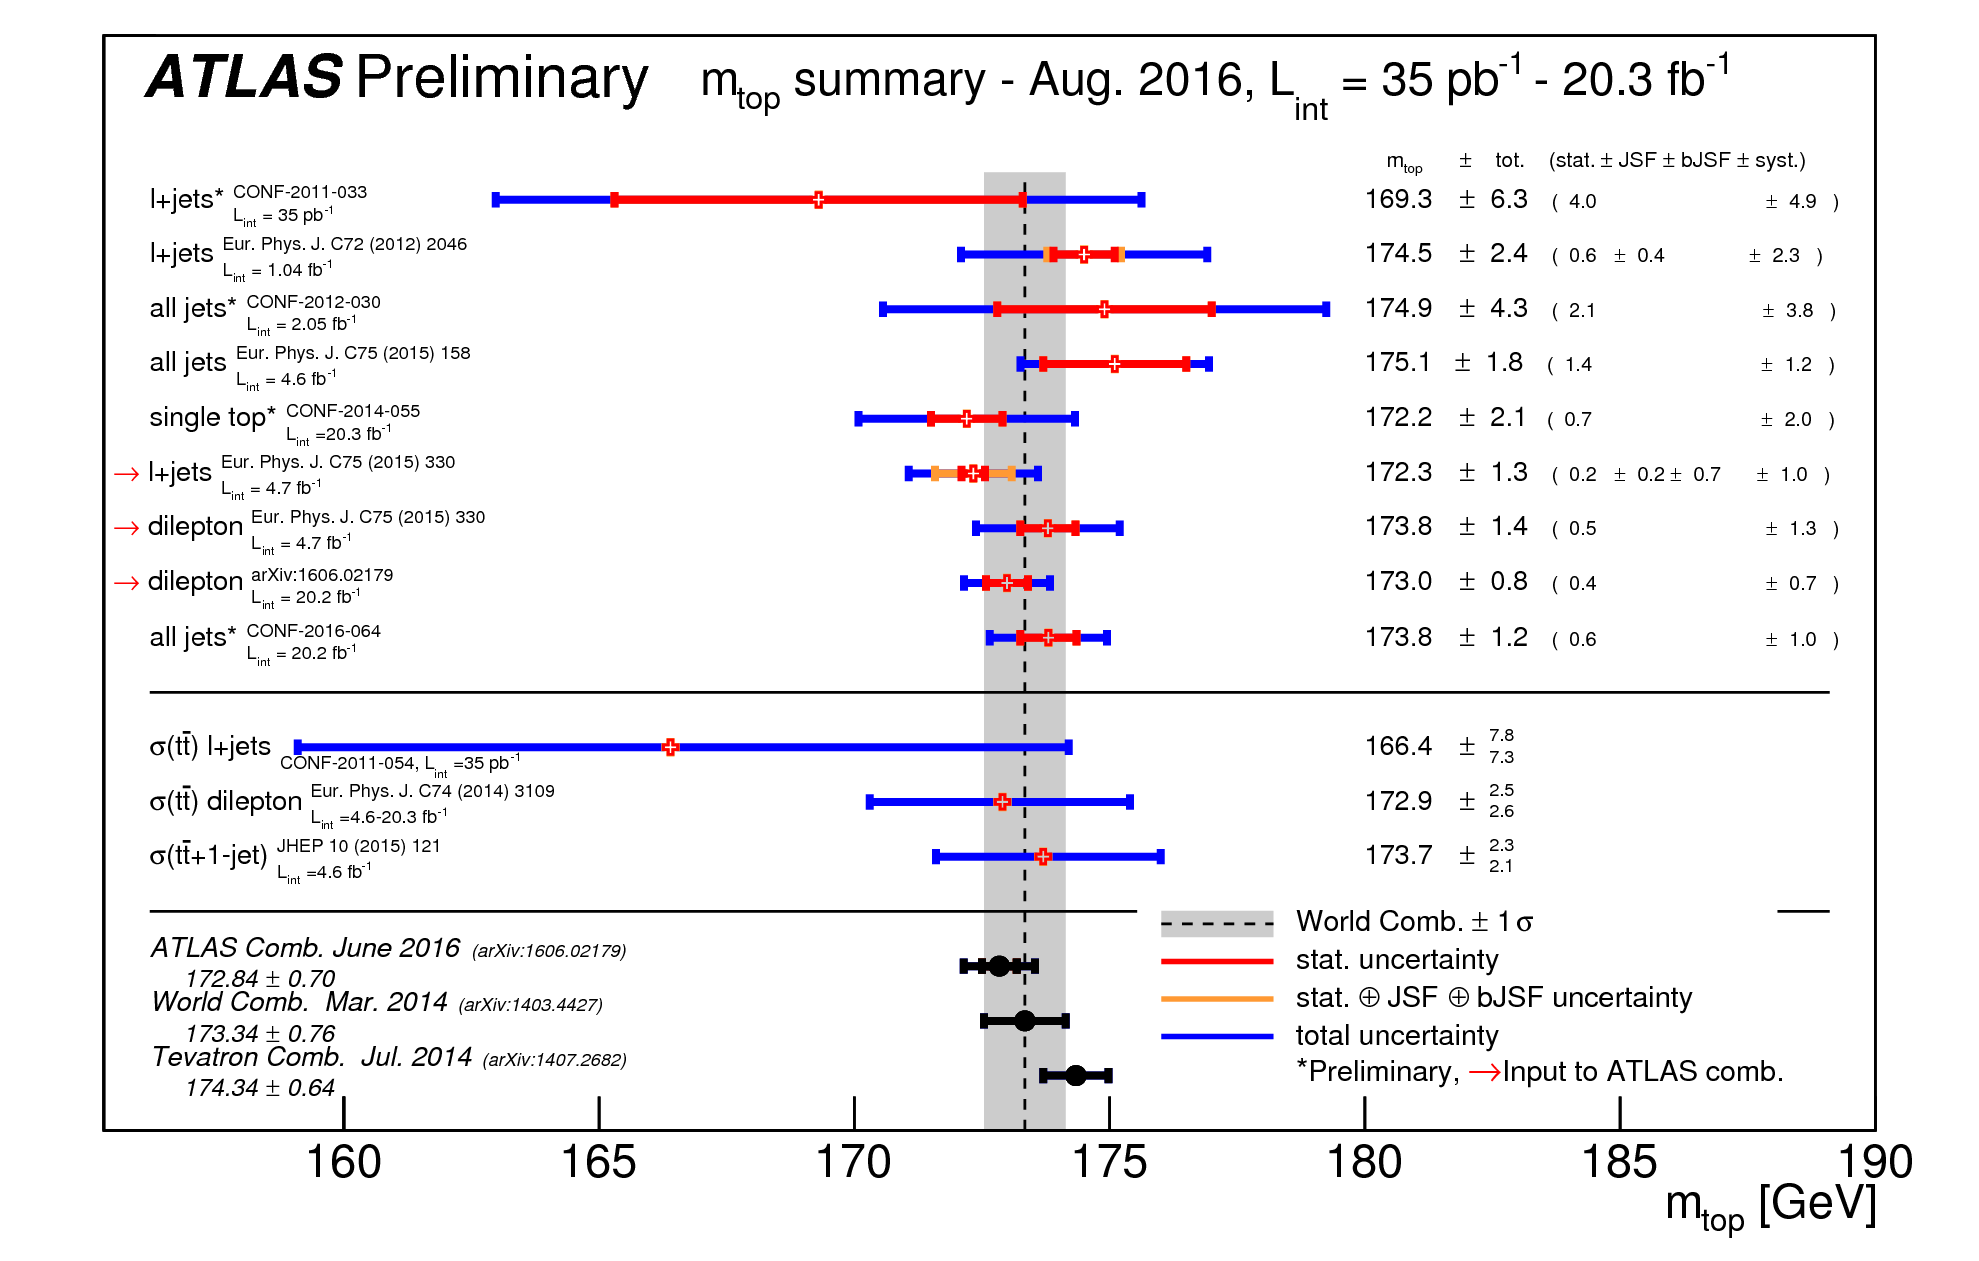 ATLAS Preliminary m_top summary - Aug. 2016, L_int = 35 pb^-1 - 20.3 fb^-1
m_top ± tot. (stat. ± JSF ± bJSF ± syst.)
l+jets* CONF-2011-033 169.3 ± 6.3 ( 4.0 ± 4.9 )
L_int = 35 pb^-1
l+jets Eur. Phys. J. C72 (2012) 2046 174.5 ± 2.4 ( 0.6 ± 0.4 ± 2.3 )
L_int = 1.04 fb^-1
all jets* CONF-2012-030 174.9 ± 4.3 ( 2.1 ± 3.8 )
L_int = 2.05 fb^-1
all jets Eur. Phys. J. C75 (2015) 158 175.1 ± 1.8 ( 1.4 ± 1.2 )
L_int = 4.6 fb^-1
single top* CONF-2014-055 172.2 ± 2.1 ( 0.7 ± 2.0 )
L_int =20.3 fb^-1
→ l+jets Eur. Phys. J. C75 (2015) 330 172.3 ± 1.3 ( 0.2 ± 0.2 ± 0.7 ± 1.0 )
L_int = 4.7 fb^-1
→ dilepton Eur. Phys. J. C75 (2015) 330 173.8 ± 1.4 ( 0.5 ± 1.3 )
L_int = 4.7 fb^-1
→ dilepton arXiv:1606.02179 173.0 ± 0.8 ( 0.4 ± 0.7 )
L_int = 20.2 fb^-1
all jets* CONF-2016-064 173.8 ± 1.2 ( 0.6 ± 1.0 )
L_int = 20.2 fb^-1
σ(tt̄) l+jets 166.4 ± 7.8 7.3
CONF-2011-054, L_int =35 pb^-1
σ(tt̄) dilepton Eur. Phys. J. C74 (2014) 3109 172.9 ± 2.5 2.6
L_int =4.6-20.3 fb^-1
σ(tt̄+1-jet) JHEP 10 (2015) 121 173.7 ± 2.3 2.1
L_int =4.6 fb^-1
ATLAS Comb. June 2016 (arXiv:1606.02179)
172.84 ± 0.70
World Comb. Mar. 2014 (arXiv:1403.4427)
173.34 ± 0.76
Tevatron Comb. Jul. 2014 (arXiv:1407.2682)
174.34 ± 0.64
World Comb. ± 1 σ
stat. uncertainty
stat. ⊕ JSF ⊕ bJSF uncertainty
total uncertainty
*Preliminary, →Input to ATLAS comb.
160 165 170 175 180 185 190
m_top [GeV]